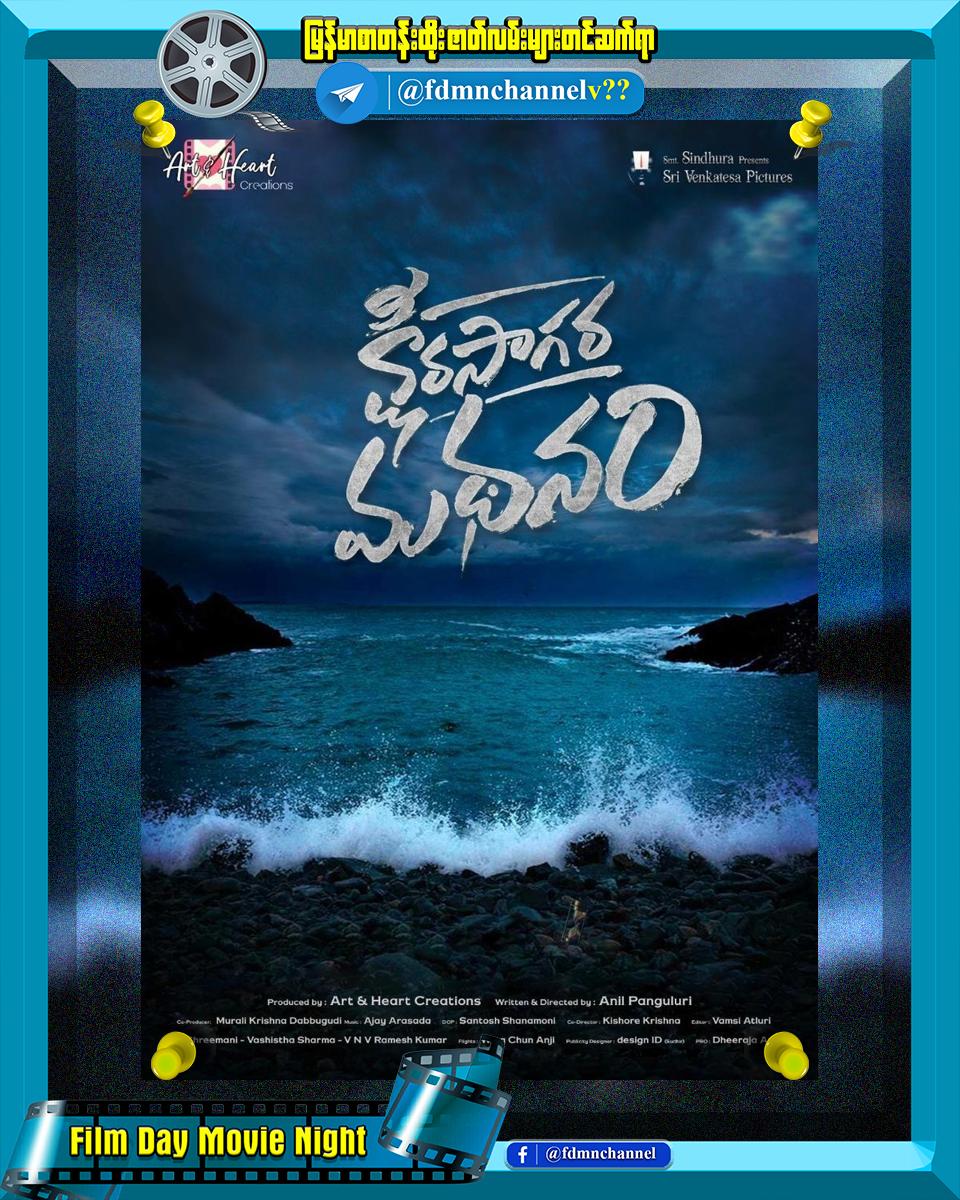 မြန်မာစာတန်းထိုးဇာတ်လမ်းများတင်ဆက်ရာ
@fdmnchannelv??
Art & Heart
Creations
Smt. Sindhura Presents
Sri Venkatesa Pictures
క్షీరసాగర
మథనం
Produced by : Art & Heart Creations Written & Directed by : Anil Panguluri
Co-Producer: Murali Krishna Dabbugudi Music : Ajay Arasada DOP : Santosh Shanamoni Co-Director : Kishore Krishna Editor : Vamsi Atluri
Vashistha Sharma - V N V Ramesh Kumar Chun Anji Publicity Designer : design ID (Sudhir) PRO : Dheeraja
Film Day Movie Night
f @fdmnchannel